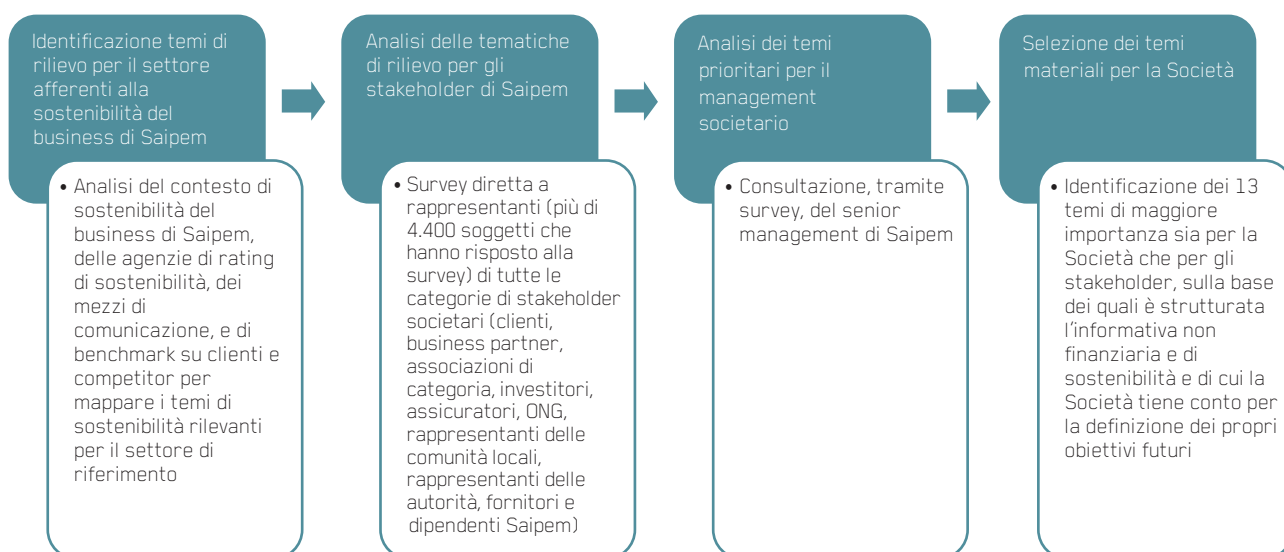 Identificazione temi di
rilievo per il settore
afferenti alla
sostenibilità del
business di Saipem
• Analisi del contesto di
sostenibilità del
business di Saipem,
delle agenzie di rating
di sostenibilità, dei
mezzi di
comunicazione, e di
benchmark su clienti e
competitor per
mappare i temi di
sostenibilità rilevanti
per il settore di
riferimento
Analisi delle tematiche
di rilievo per gli
stakeholder di Saipem
• Survey diretta a
rappresentanti (più di
4.400 soggetti che
hanno risposto alla
survey) di tutte le
categorie di stakeholder
societari (clienti,
business partner,
associazioni di
categoria, investitori,
assicuratori, ONG,
rappresentanti delle
comunità locali,
rappresentanti delle
autorità, fornitori e
dipendenti Saipem)
Analisi dei temi
prioritari per il
management
societario
• Consultazione, tramite
survey, del senior
management di Saipem
Selezione dei temi
materiali per la Società
• Identificazione dei 13
temi di maggiore
importanza sia per la
Società che per gli
stakeholder, sulla base
dei quali è strutturata
l'informativa non
finanziaria e di
sostenibilità e di cui la
Società tiene conto per
la definizione dei propri
obiettivi futuri